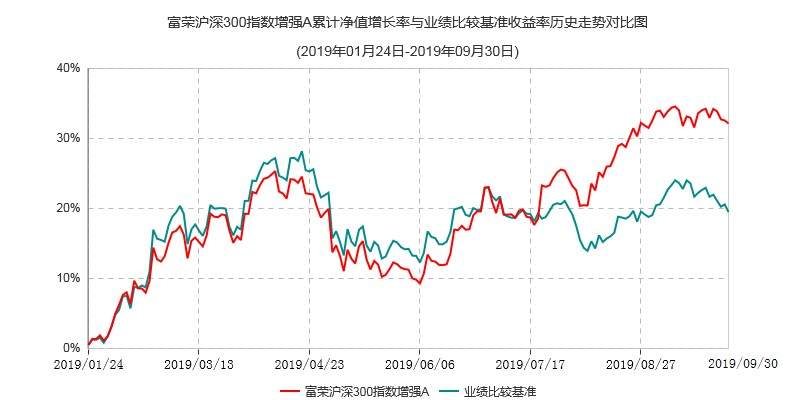 富荣沪深300指数增强A累计净值增长率与业绩比较基准收益率历史走势对比图
(2019年01月24日-2019年09月30日)
40%
30%
20%
10%
0%
2019/01/24 2019/03/13 2019/04/23 2019/06/06 2019/07/17 2019/08/27 2019/09/30
富荣沪深300指数增强A 业绩比较基准